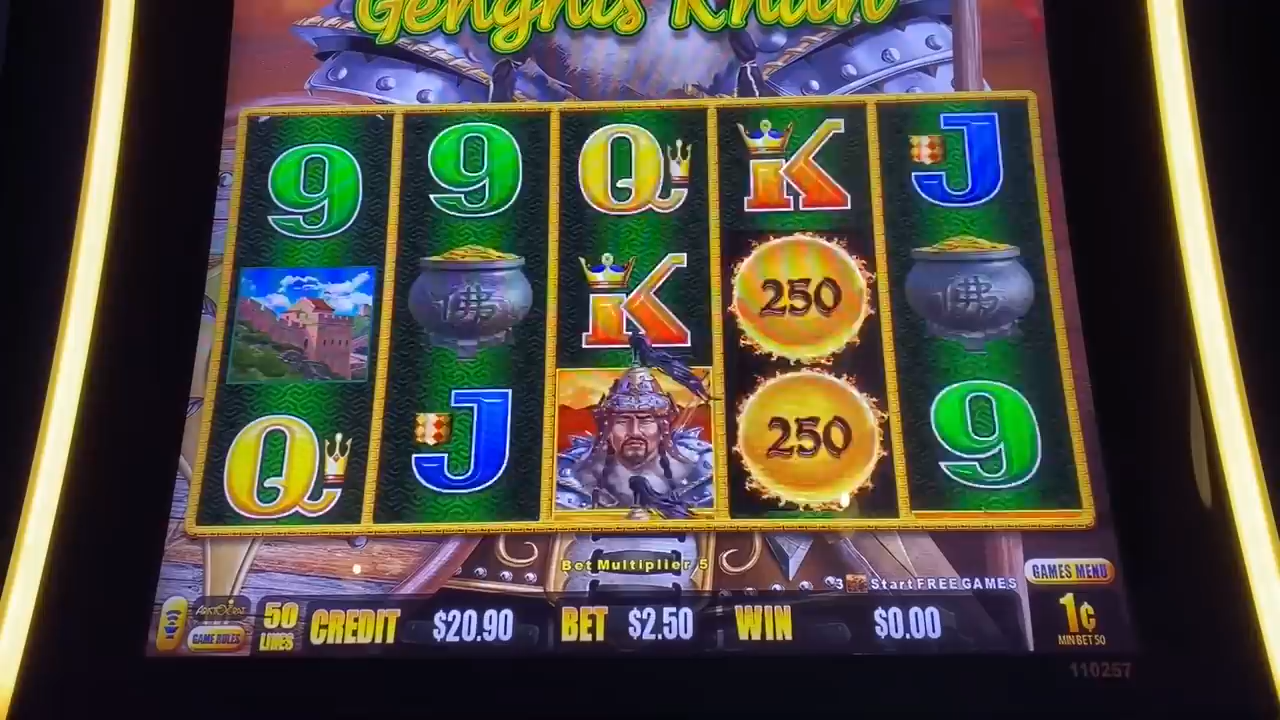 Genghis Khan
9 9 Q K J
佛 K 250 佛
Q J 250 9
Bet Multiplier 5
3 Start FREE GAMES
GAMES MENU
ARISTOCRAT
GAME RULES
50 LINES
CREDIT $20.90 BET $2.50 WIN $0.00
1¢
MIN BET 50
110257